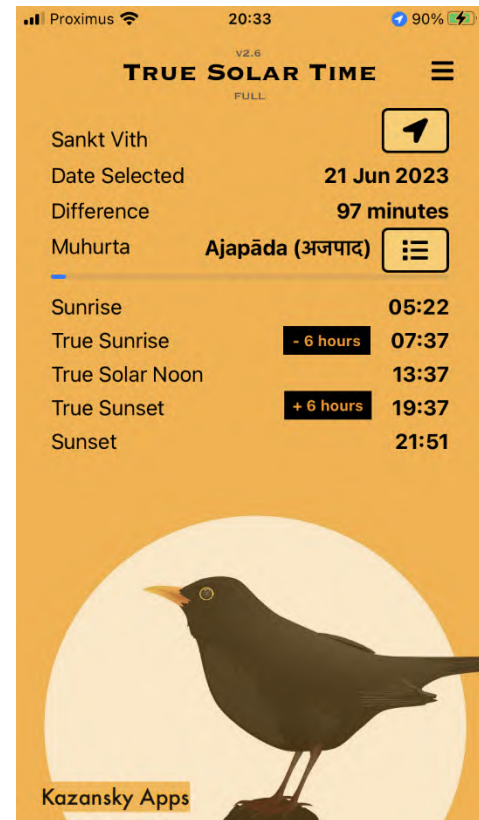 Proximus 20:33 90%
v2.6
TRUE SOLAR TIME
FULL
Sankt Vith
Date Selected 21 Jun 2023
Difference 97 minutes
Muhurta Ajapāda (अजपाद)
Sunrise 05:22
True Sunrise - 6 hours 07:37
True Solar Noon 13:37
True Sunset + 6 hours 19:37
Sunset 21:51
Kazansky Apps